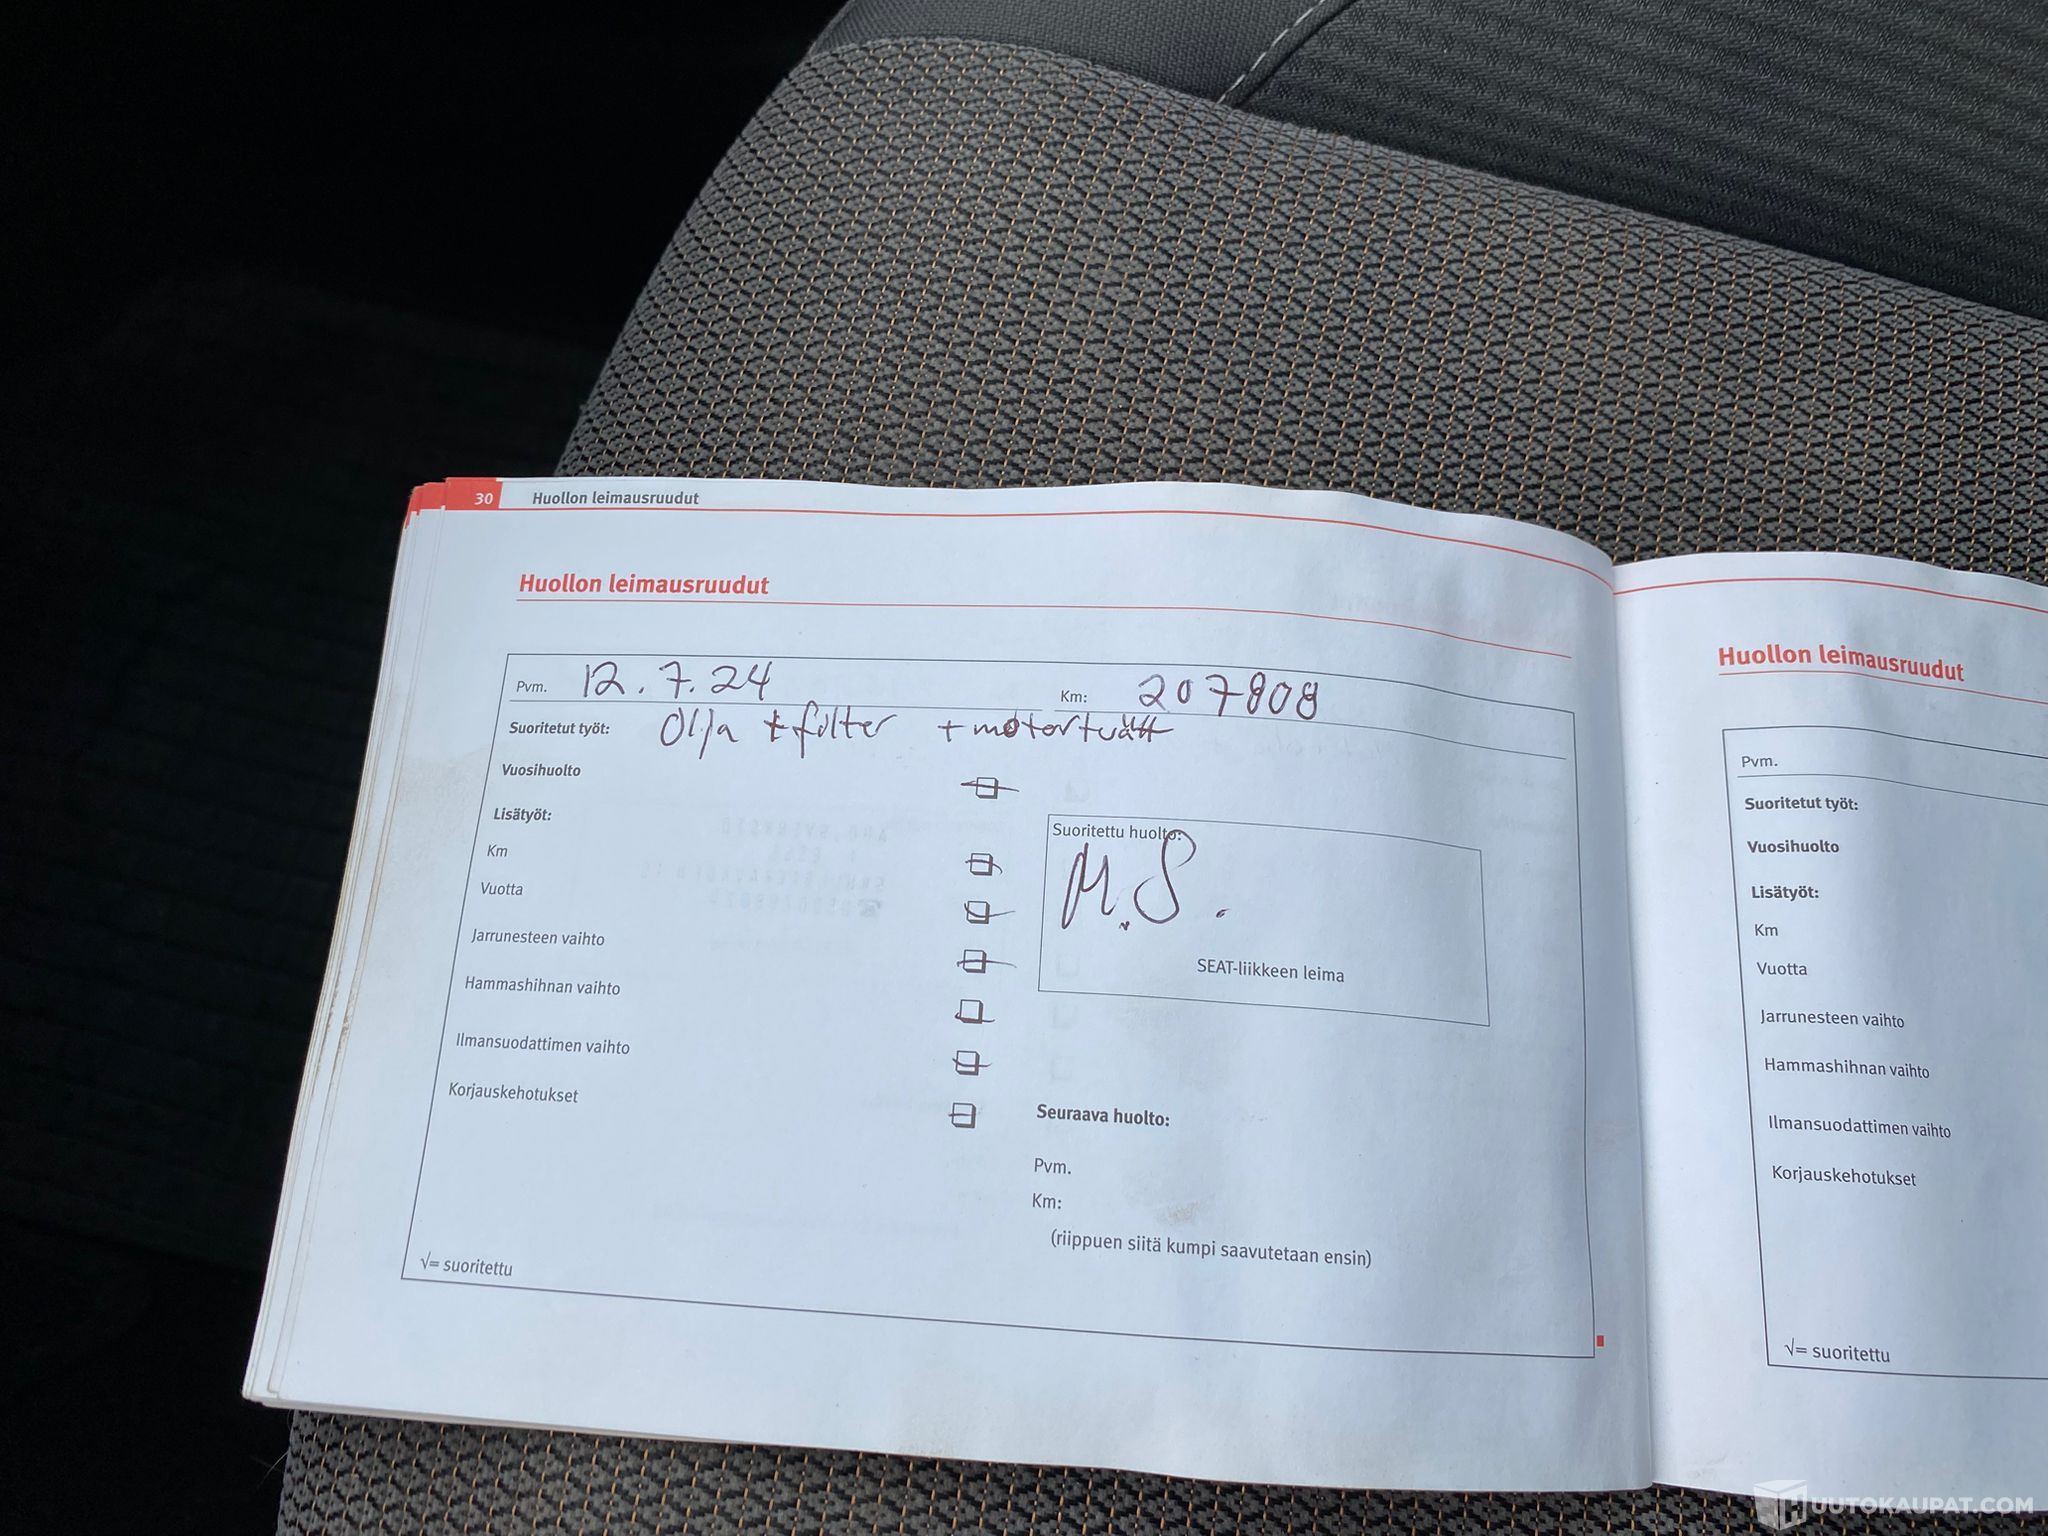 30 Huollon leimausruudut
Huollon leimausruudut
Pvm. 12.7.24 Km: 207808
Suoritetut työt: Olja + filter + motortvätt
Vuosihuolto
Lisätyöt:
Km
Vuotta
Jarrunesteen vaihto
Hammashihnan vaihto
Ilmansuodattimen vaihto
Korjauskehotukset
√= suoritettu
Suoritettu huolto:
M.S.
SEAT-liikkeen leima
Seuraava huolto:
Pvm.
Km:
(riippuen siitä kumpi saavutetaan ensin)
Huollon leimausruudut
Pvm.
Suoritetut työt:
Vuosihuolto
Lisätyöt:
Km
Vuotta
Jarrunesteen vaihto
Hammashihnan vaihto
Ilmansuodattimen vaihto
Korjauskehotukset
√= suoritettu
HUUTOKAUPAT.COM